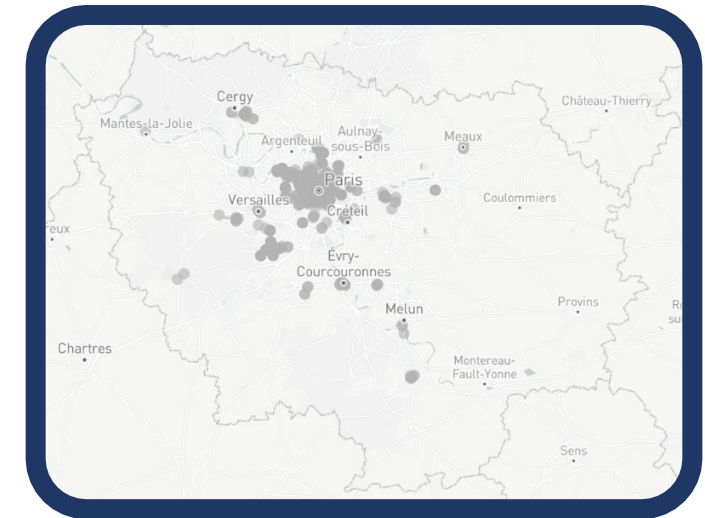 Cergy
Château-Thierry
Mantes-la-Jolie
Argenteuil
Aulnay-
sous-Bois
Meaux
Paris
Versailles
Coulommiers
Créteil
eux
Évry-
Courcouronnes
Melun
Provins
Chartres
Montereau-
Fault-Yonne
Sens